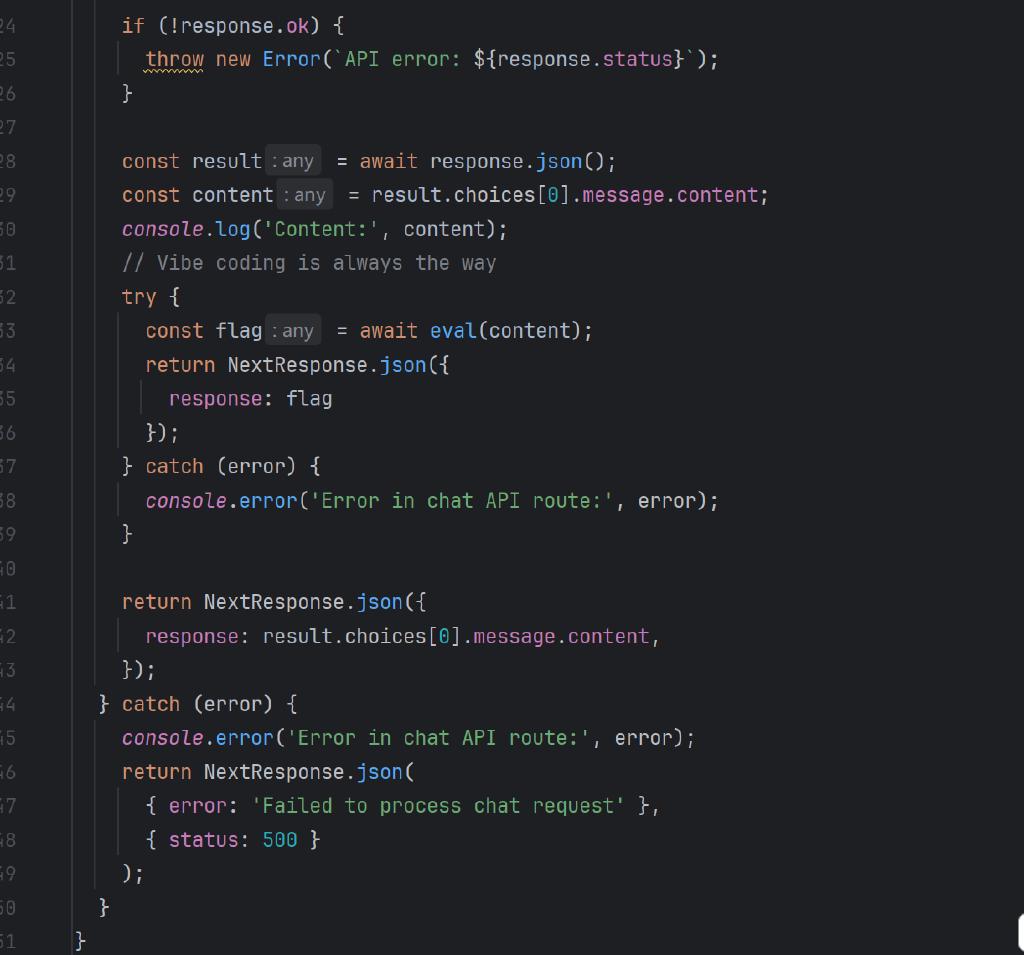 24 if (!response.ok) {
25 throw new Error(`API error: ${response.status}`);
26 }
27
28 const result : any = await response.json();
29 const content : any = result.choices[0].message.content;
30 console.log('Content:', content);
31 // Vibe coding is always the way
32 try {
33 const flag : any = await eval(content);
34 return NextResponse.json({
35 response: flag
36 });
37 } catch (error) {
38 console.error('Error in chat API route:', error);
39 }
40
41 return NextResponse.json({
42 response: result.choices[0].message.content,
43 });
44 } catch (error) {
45 console.error('Error in chat API route:', error);
46 return NextResponse.json(
47 { error: 'Failed to process chat request' },
48 { status: 500 }
49 );
50 }
51 }